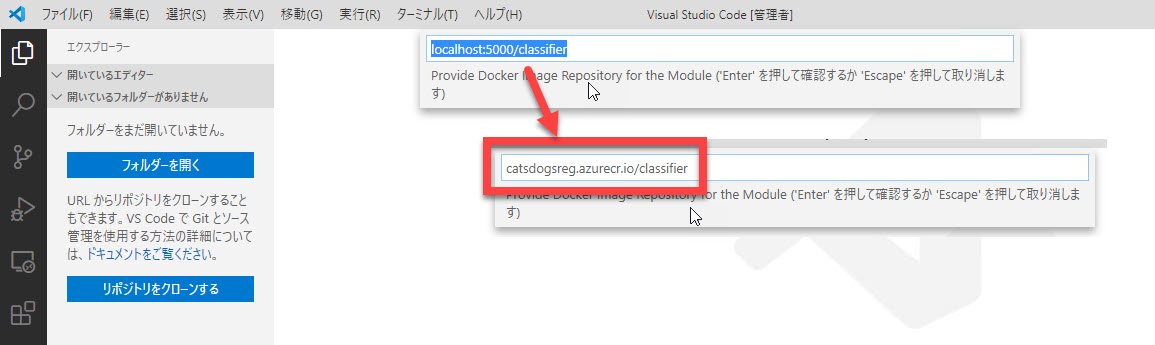 ファイル(F) 編集(E) 選択(S) 表示(V) 移動(G) 実行(R) ターミナル(T) ヘルプ(H) Visual Studio Code [管理者]
エクスプローラー
開いているエディター
開いているフォルダーがありません
フォルダーをまだ開いていません。
フォルダーを開く
URL からリポジトリをクローンすること
もできます。VS Code で Git とソース
管理を使用する方法の詳細について
は、ドキュメントをご覧ください。
リポジトリをクローンする
localhost:5000/classifier
Provide Docker Image Repository for the Module ('Enter' を押して確認するか 'Escape' を押して取り消しま
す)
catsdogsreg.azurecr.io/classifier
Provide Docker Image Repository for the Module ('Enter' を押して確認するか 'Escape' を押して取り消しま
す)